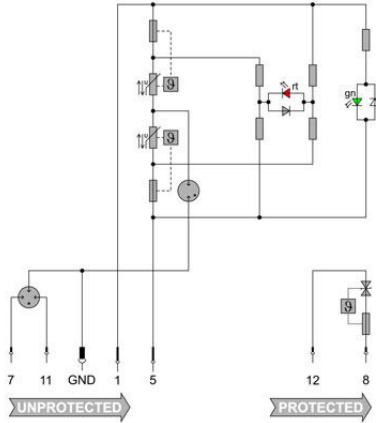 rt
gn
U
ϑ
U
ϑ
ϑ
7 11 GND 1 5 12 8
UNPROTECTED PROTECTED